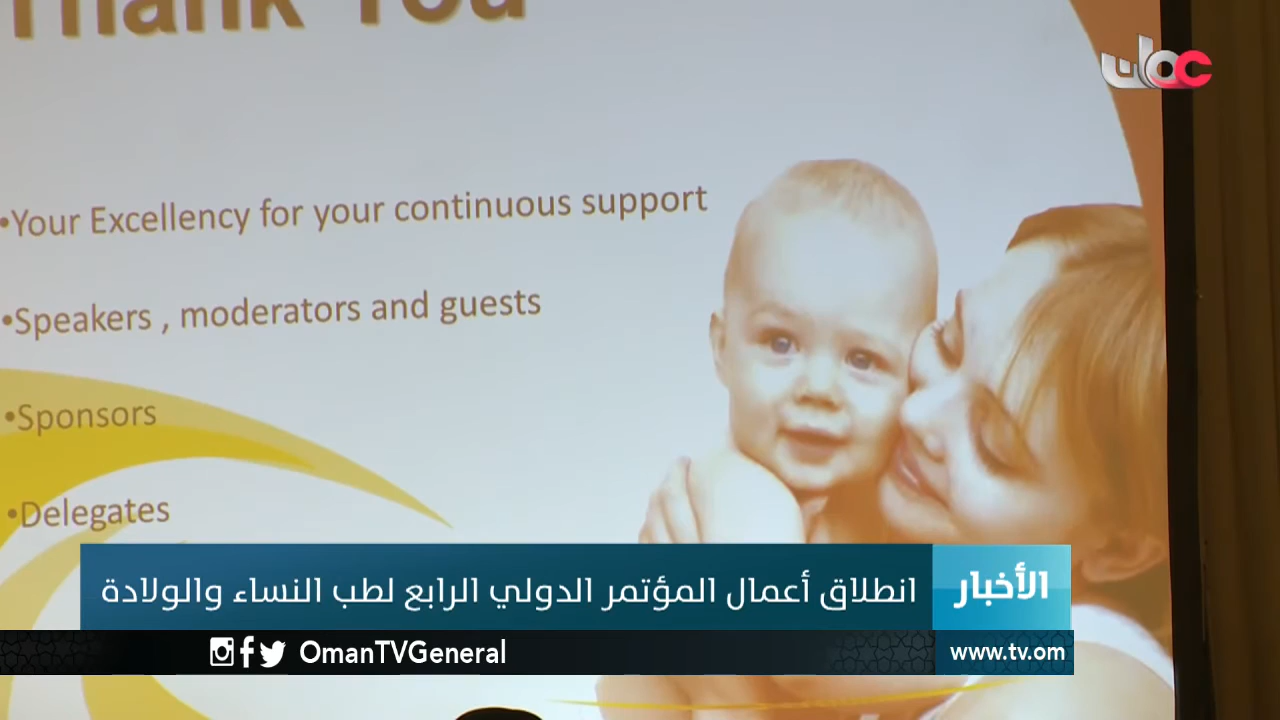 Thank You
عمان
•Your Excellency for your continuous support
•Speakers , moderators and guests
•Sponsors
•Delegates
الأخبار
انطلاق أعمال المؤتمر الدولي الرابع لطب النساء والولادة
OmanTVGeneral
www.tv.om